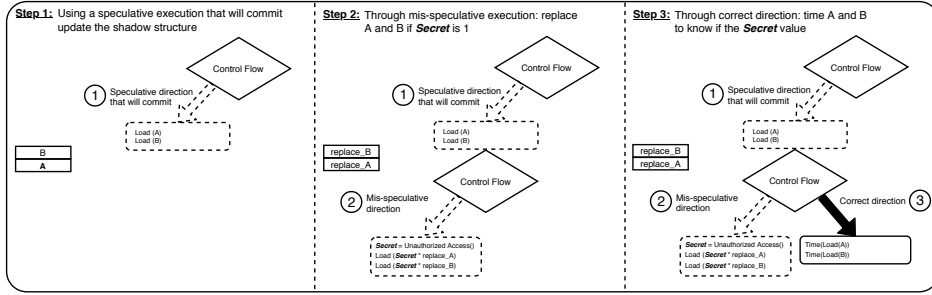 Step 1: Using a speculative execution that will commit
update the shadow structure
Control Flow
1
Speculative direction
that will commit
Load (A)
Load (B)
B
A
Step 2: Through mis-speculative execution: replace
A and B if Secret is 1
Control Flow
1
Speculative direction
that will commit
Load (A)
Load (B)
replace_B
replace_A
Control Flow
2
Mis-speculative
direction
Secret = Unauthorized Access()
Load (Secret * replace_A)
Load (Secret * replace_B)
Step 3: Through correct direction: time A and B
to know if the Secret value
Control Flow
1
Speculative direction
that will commit
Load (A)
Load (B)
replace_B
replace_A
Control Flow
2
Mis-speculative
direction
Correct direction
3
Secret = Unauthorized Access()
Load (Secret * replace_A)
Load (Secret * replace_B)
Time(Load(A))
Time(Load(B))